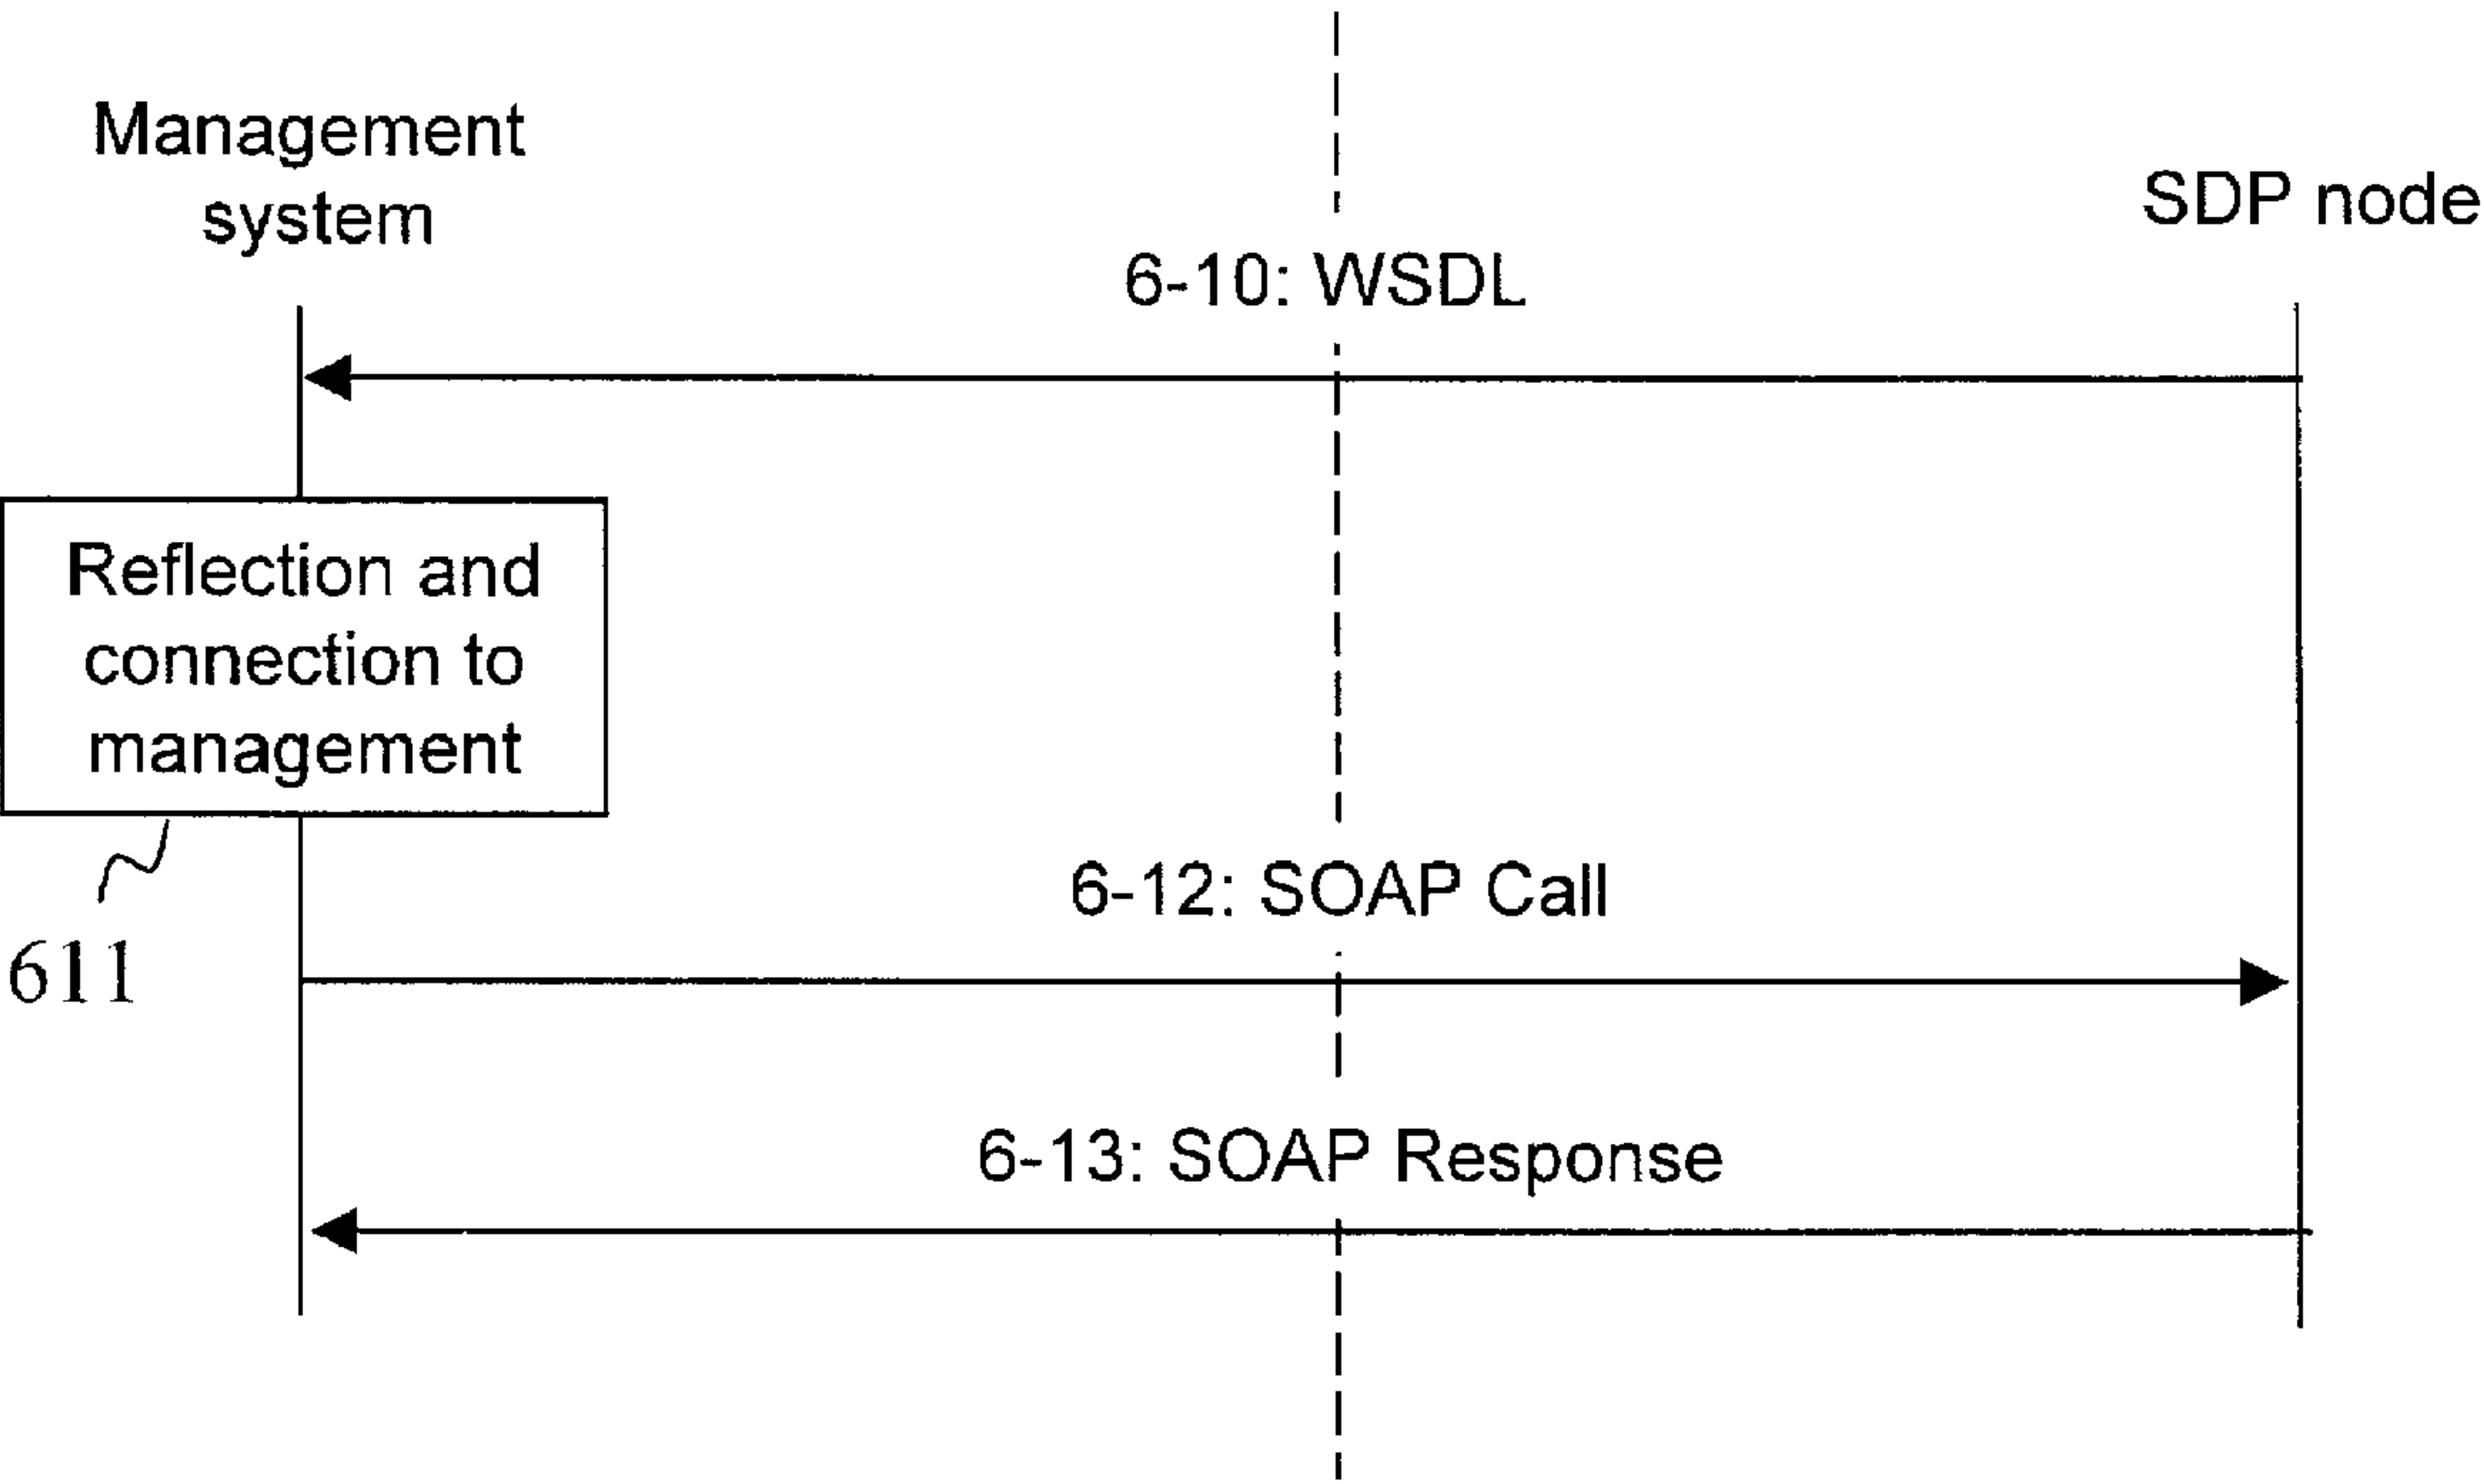 Management
system
SDP node
6-10: WSDL
Reflection and
connection to
management
6-12: SOAP Call
611
6-13: SOAP Response